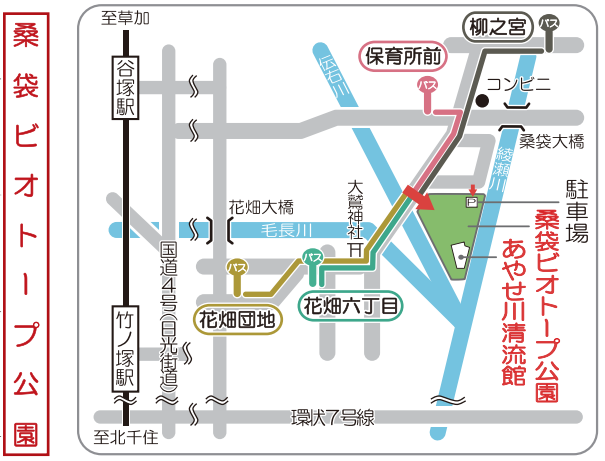 桑袋ビオトープ公園
至草加
谷塚駅
竹ノ塚駅
至北千住
国道4号(日光街道)
環状7号線
花畑大橋
毛長川
伝右川
綾瀬川
大鷲神社
保育所前
バス
柳之宮
バス
コンビニ
桑袋大橋
駐車場
P
桑袋ビオトープ公園
あやせ川清流館
バス
花畑団地
バス
花畑六丁目